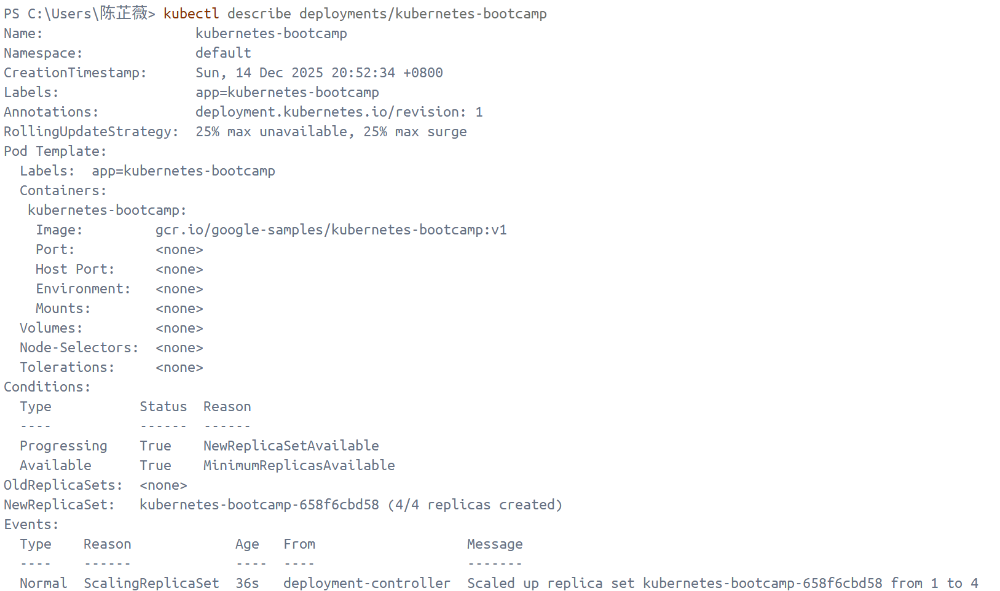 PS C:\Users\陈芷薇> kubectl describe deployments/kubernetes-bootcamp
Name:                   kubernetes-bootcamp
Namespace:              default
CreationTimestamp:      Sun, 14 Dec 2025 20:52:34 +0800
Labels:                 app=kubernetes-bootcamp
Annotations:            deployment.kubernetes.io/revision: 1
RollingUpdateStrategy:  25% max unavailable, 25% max surge
Pod Template:
  Labels:  app=kubernetes-bootcamp
  Containers:
   kubernetes-bootcamp:
    Image:         gcr.io/google-samples/kubernetes-bootcamp:v1
    Port:          <none>
    Host Port:     <none>
    Environment:   <none>
    Mounts:        <none>
  Volumes:         <none>
  Node-Selectors:  <none>
  Tolerations:     <none>
Conditions:
  Type           Status  Reason
  ----           ------  ------
  Progressing    True    NewReplicaSetAvailable
  Available      True    MinimumReplicasAvailable
OldReplicaSets:  <none>
NewReplicaSet:   kubernetes-bootcamp-658f6cbd58 (4/4 replicas created)
Events:
  Type    Reason             Age   From                   Message
  ----    ------             ----  ----                   -------
  Normal  ScalingReplicaSet  36s   deployment-controller  Scaled up replica set kubernetes-bootcamp-658f6cbd58 from 1 to 4